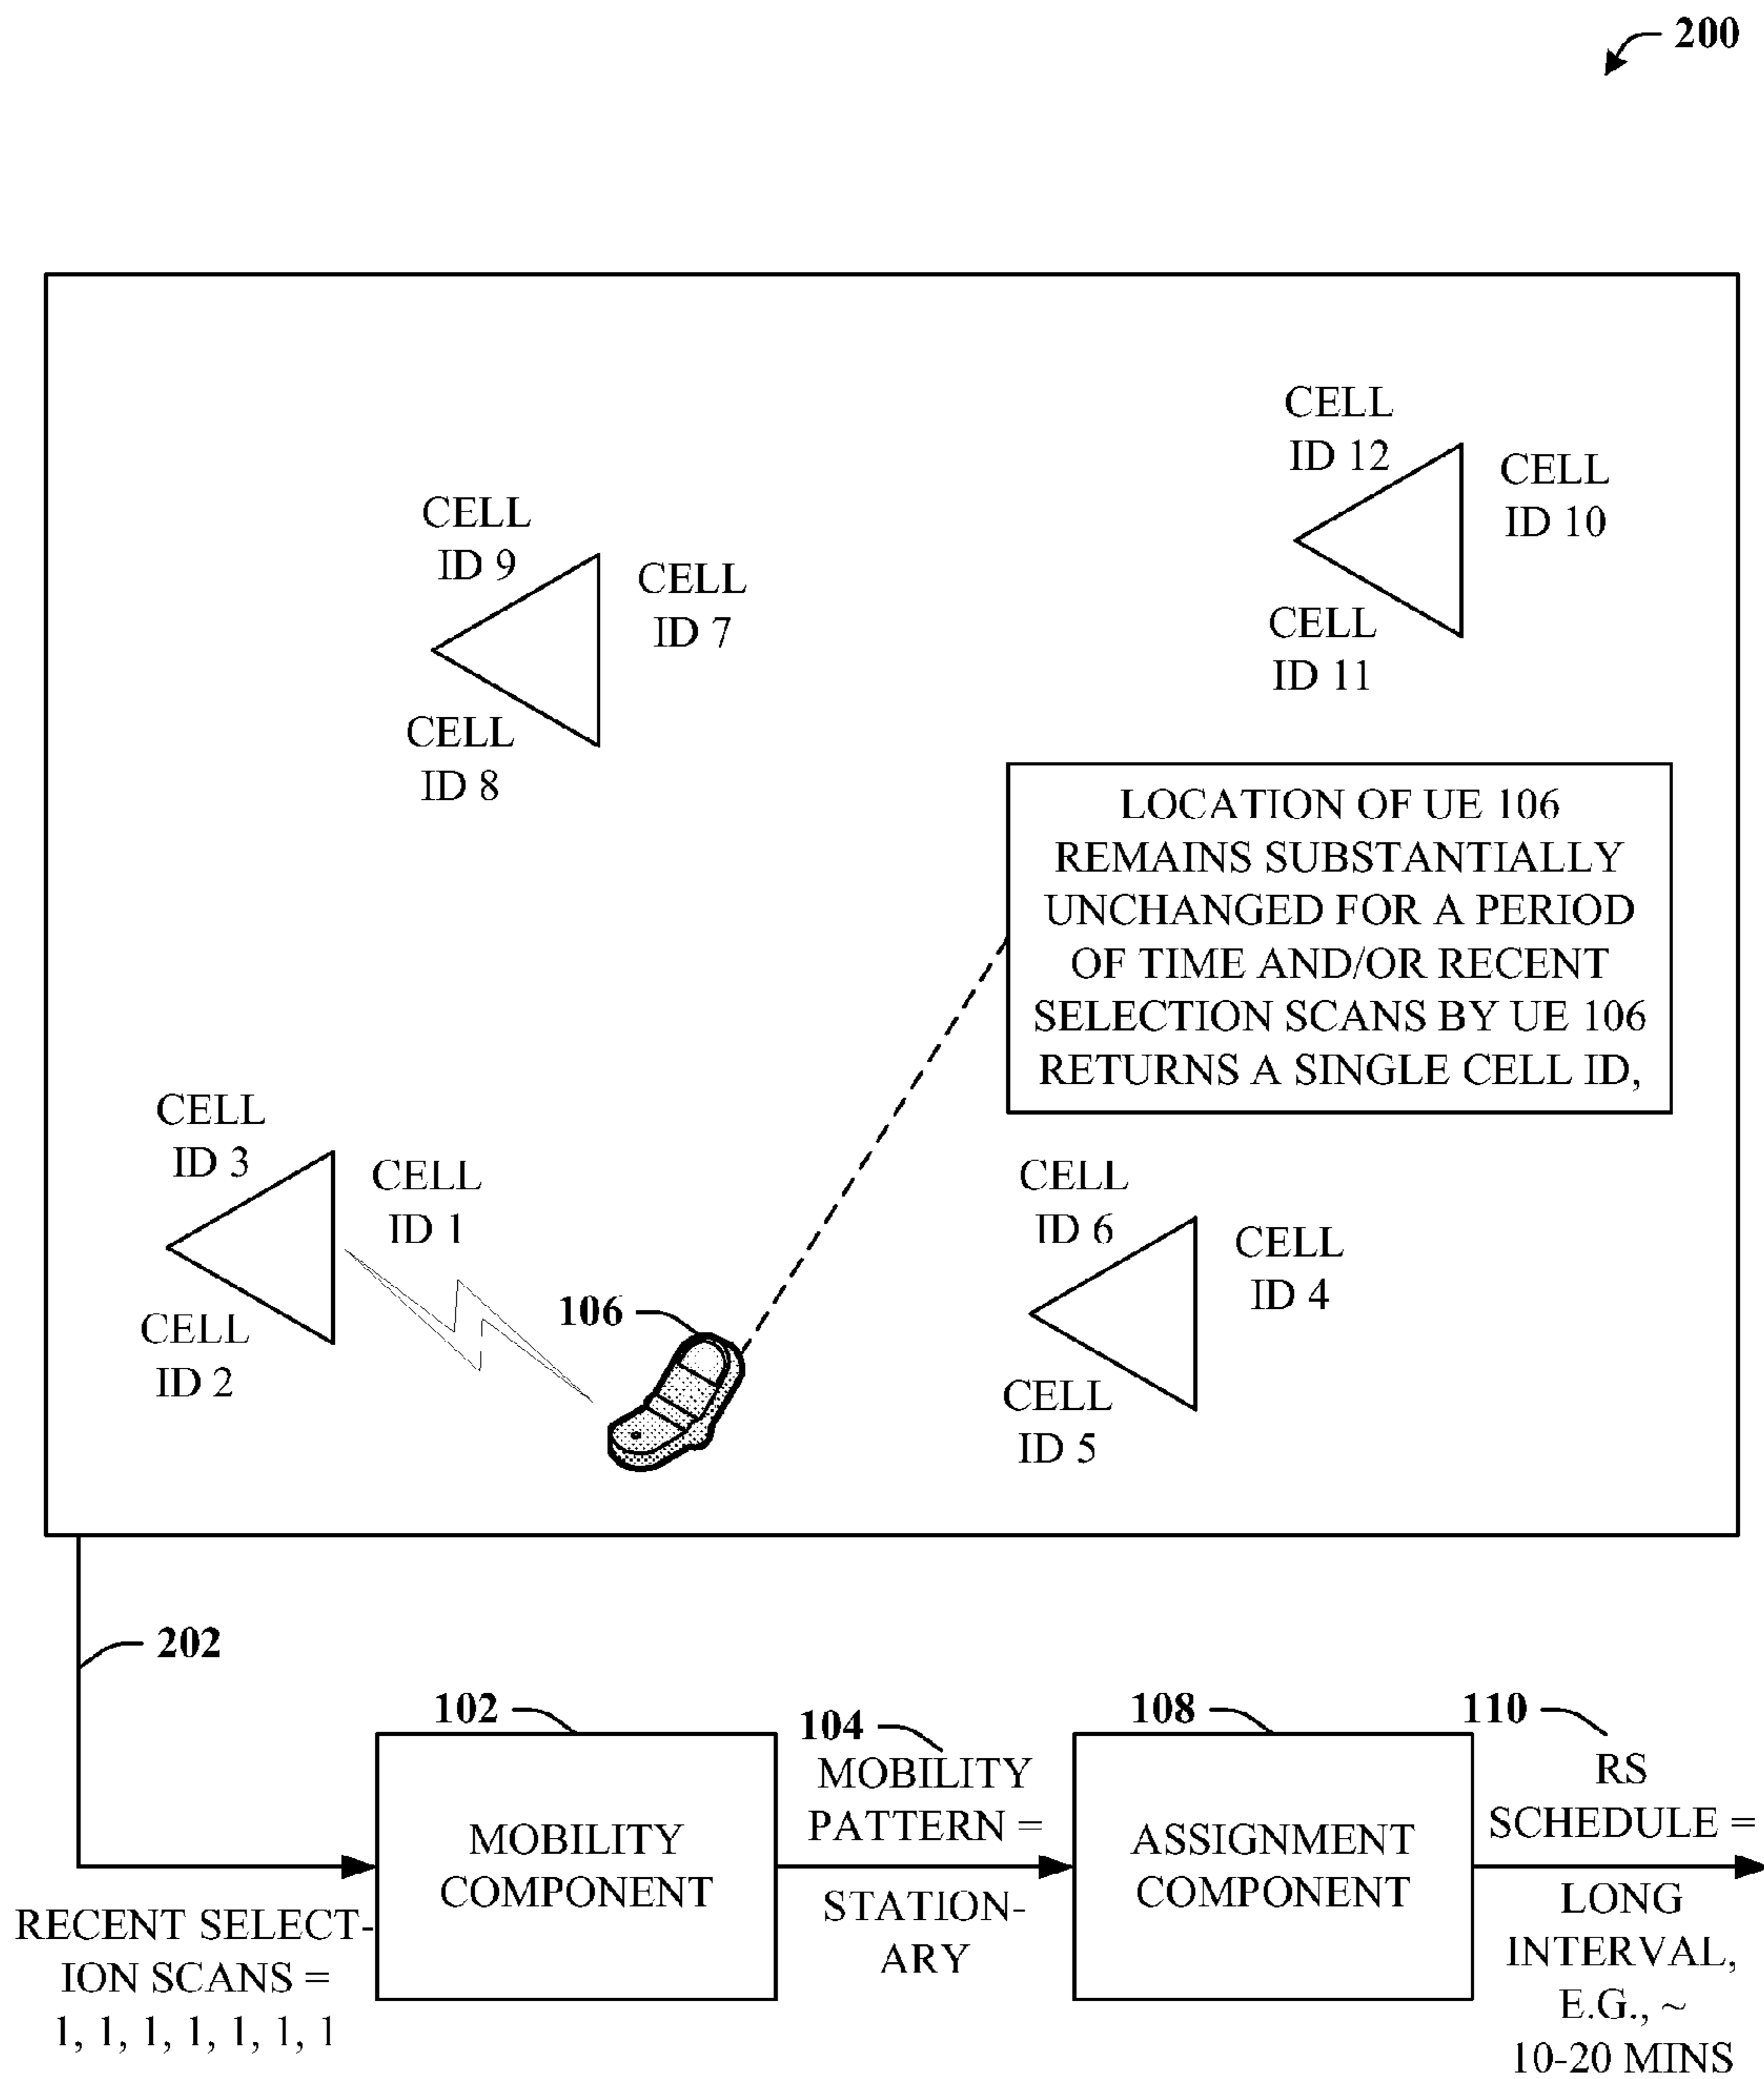 200
CELL
ID 12
CELL
ID 10
CELL
ID 11
CELL
ID 9
CELL
ID 7
CELL
ID 8
LOCATION OF UE 106
REMAINS SUBSTANTIALLY
UNCHANGED FOR A PERIOD
OF TIME AND/OR RECENT
SELECTION SCANS BY UE 106
RETURNS A SINGLE CELL ID,
CELL
ID 3
CELL
ID 1
CELL
ID 2
106
CELL
ID 6
CELL
ID 4
CELL
ID 5
202
RECENT SELECT-
ION SCANS =
1, 1, 1, 1, 1, 1, 1
102
MOBILITY
COMPONENT
104
MOBILITY
PATTERN =
STATION-
ARY
108
ASSIGNMENT
COMPONENT
110
RS
SCHEDULE =
LONG
INTERVAL,
E.G., ~
10-20 MINS